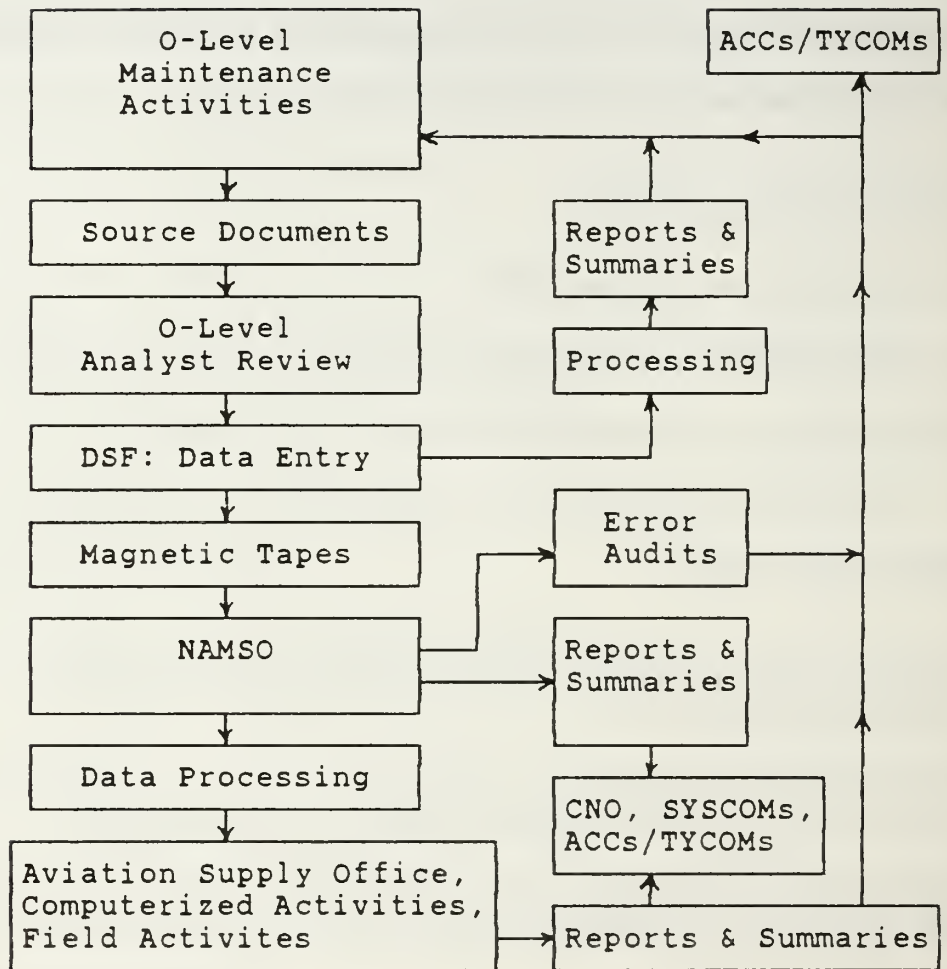 O-Level
Maintenance
Activities
ACCs/TYCOMs
Source Documents
Reports &
Summaries
O-Level
Analyst Review
Processing
DSF: Data Entry
Magnetic Tapes
Error
Audits
NAMSO
Reports &
Summaries
Data Processing
CNO, SYSCOMs,
ACCs/TYCOMs
Aviation Supply Office,
Computerized Activities,
Field Activites
Reports & Summaries